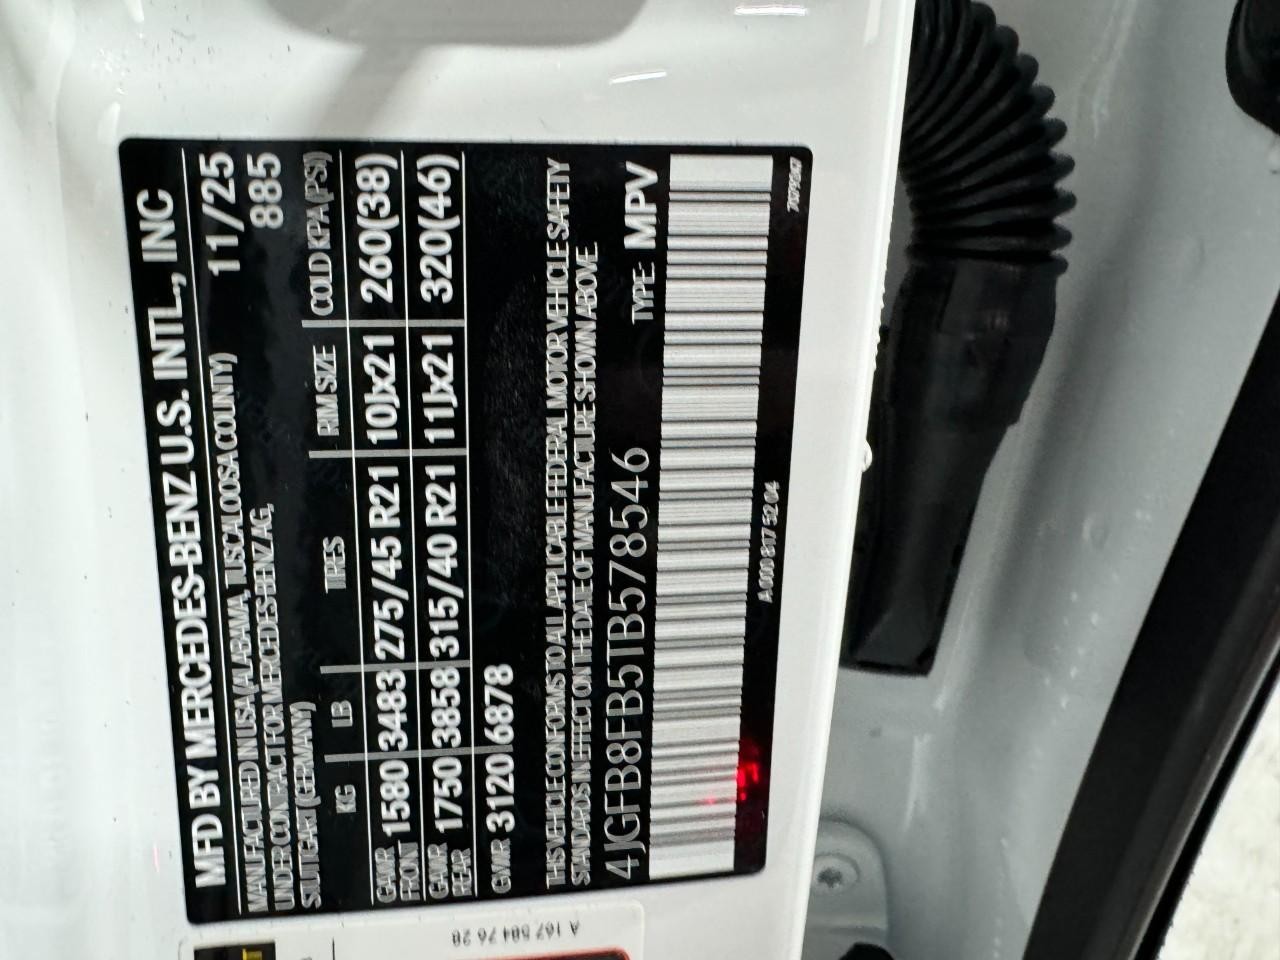 MFD BY MERCEDES-BENZ U.S. INTL., INC
MANUFACTURED IN USA (ALABAMA, TUSCALOOSA COUNTY) 11/25
UNDER CONTRACT FOR MERCEDES-BENZ AG, 885
STUTTGART (GERMANY)
KG LB TIRES RIM SIZE COLD KPA (PSI)
GAWR FRONT 1580 3483 275/45 R21 10Jx21 260(38)
GAWR REAR 1750 3858 315/40 R21 11Jx21 320(46)
GVWR 3120 6878
THIS VEHICLE CONFORMS TO ALL APPLICABLE FEDERAL MOTOR VEHICLE SAFETY
STANDARDS IN EFFECT ON THE DATE OF MANUFACTURE SHOWN ABOVE
4JGFB8FB5TB578546 TYPE: MPV
A 000 817 52 04
A 167 584 76 28